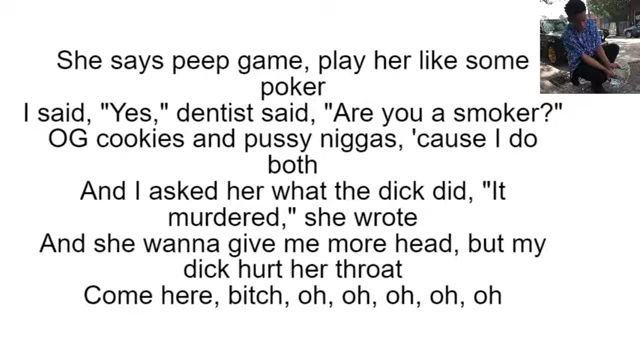 She says peep game, play her like some
poker
I said, "Yes," dentist said, "Are you a smoker?"
OG cookies and pussy niggas, 'cause I do
both
And I asked her what the dick did, "It
murdered," she wrote
And she wanna give me more head, but my
dick hurt her throat
Come here, bitch, oh, oh, oh, oh, oh